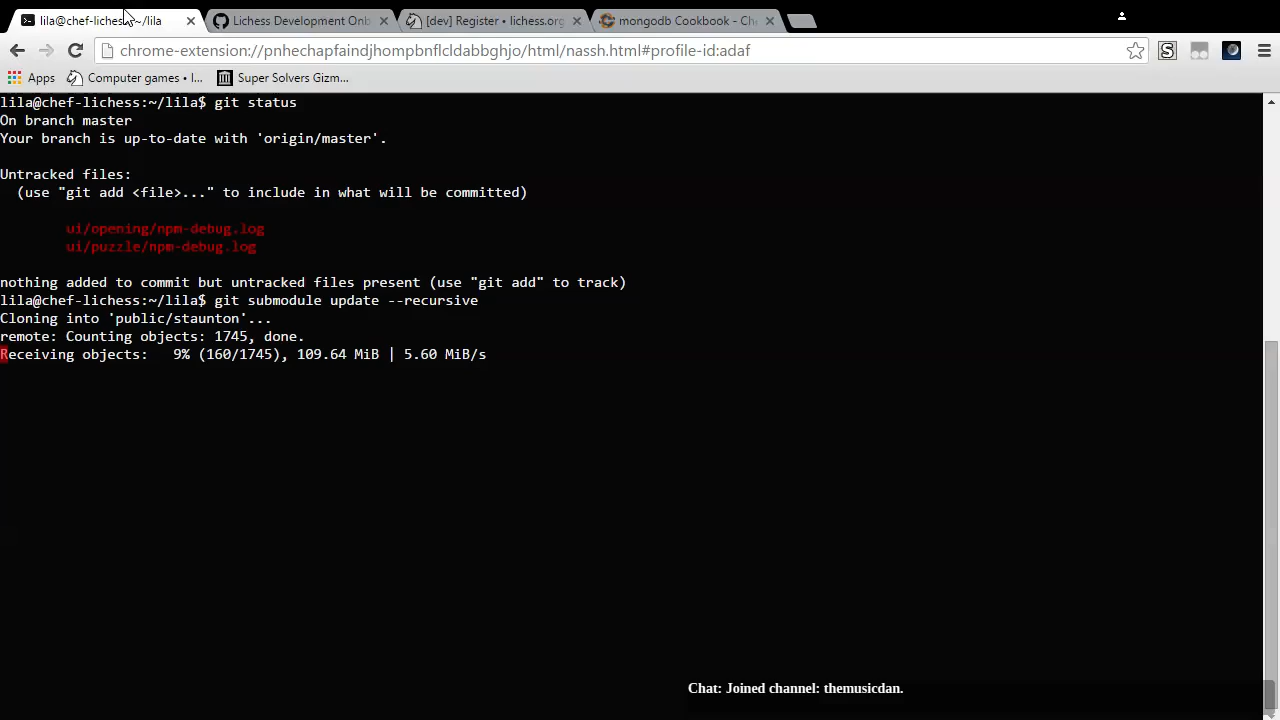 lila@chef-lichess:~/lila
Lichess Development Onb
[dev] Register • lichess.org
mongodb Cookbook - Che
chrome-extension://pnhechapfaindjhompbnflcldabbghjo/html/nassh.html#profile-id:adaf
Apps
Computer games • l...
Super Solvers Gizm...
lila@chef-lichess:~/lila$ git status
On branch master
Your branch is up-to-date with 'origin/master'.
Untracked files:
(use "git add <file>..." to include in what will be committed)
ui/opening/npm-debug.log
ui/puzzle/npm-debug.log
nothing added to commit but untracked files present (use "git add" to track)
lila@chef-lichess:~/lila$ git submodule update --recursive
Cloning into 'public/staunton'...
remote: Counting objects: 1745, done.
Receiving objects:   9% (160/1745), 109.64 MiB | 5.60 MiB/s
Chat: Joined channel: themusicdan.